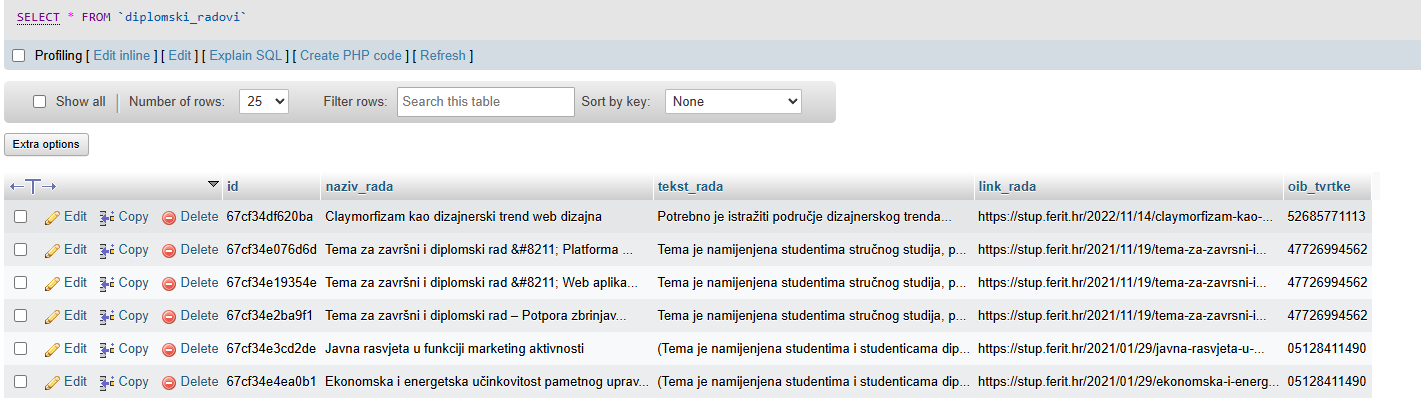 SELECT * FROM `diplomski_radovi`
Profiling [ Edit inline ] [ Edit ] [ Explain SQL ] [ Create PHP code ] [ Refresh ]
Show all Number of rows: 25 Filter rows: Search this table Sort by key: None
Extra options
id naziv_rada tekst_rada link_rada oib_tvrtke
Edit Copy Delete 67cf34df620ba Claymorfizam kao dizajnerski trend web dizajna Potrebno je istražiti područje dizajnerskog trenda... https://stup.ferit.hr/2022/11/14/claymorfizam-kao-... 52685771113
Edit Copy Delete 67cf34e076d6d Tema za završni i diplomski rad &#8211; Platforma ... Tema je namijenjena studentima stručnog studija, p... https://stup.ferit.hr/2021/11/19/tema-za-zavrsni-i... 47726994562
Edit Copy Delete 67cf34e19354e Tema za završni i diplomski rad &#8211; Web aplika... Tema je namijenjena studentima stručnog studija, p... https://stup.ferit.hr/2021/11/19/tema-za-zavrsni-i... 47726994562
Edit Copy Delete 67cf34e2ba9f1 Tema za završni i diplomski rad – Potpora zbrinjav... Tema je namijenjena studentima stručnog studija, p... https://stup.ferit.hr/2021/11/19/tema-za-zavrsni-i... 47726994562
Edit Copy Delete 67cf34e3cd2de Javna rasvjeta u funkciji marketing aktivnosti (Tema je namijenjena studentima i studenticama dip... https://stup.ferit.hr/2021/01/29/javna-rasvjeta-u-... 05128411490
Edit Copy Delete 67cf34e4ea0b1 Ekonomska i energetska učinkovitost pametnog uprav... (Tema je namijenjena studentima i studenticama dip... https://stup.ferit.hr/2021/01/29/ekonomska-i-energ... 05128411490